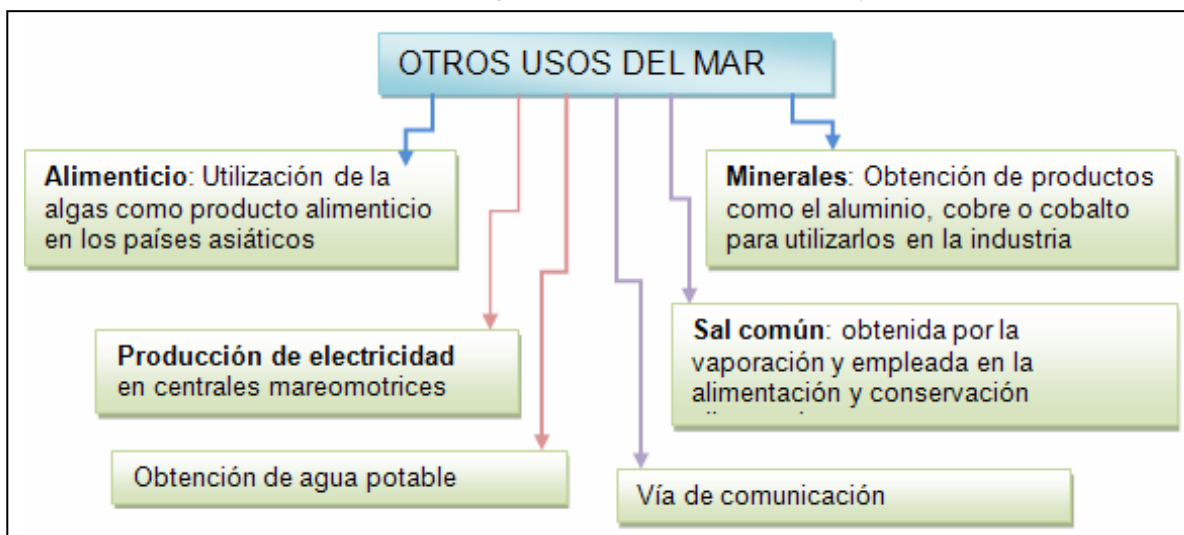 OTROS USOS DEL MAR
Alimenticio: Utilización de la
algas como producto alimenticio
en los países asiáticos
Minerales: Obtención de productos
como el aluminio, cobre o cobalto
para utilizarlos en la industria
Producción de electricidad
en centrales mareomotrices
Sal común: obtenida por la
vaporación y empleada en la
alimentación y conservación
Obtención de agua potable
Vía de comunicación